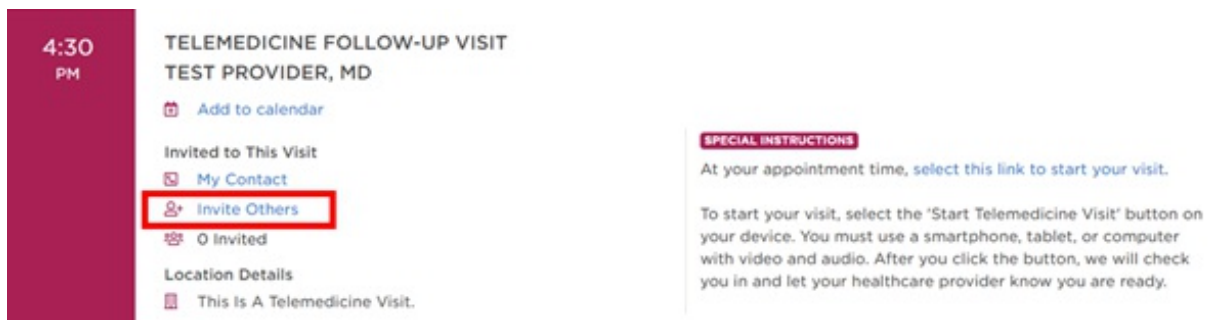 4:30
PM
TELEMEDICINE FOLLOW-UP VISIT
TEST PROVIDER, MD
Add to calendar
Invited to This Visit
My Contact
Invite Others
0 Invited
Location Details
This Is A Telemedicine Visit.
SPECIAL INSTRUCTIONS
At your appointment time, select this link to start your visit.
To start your visit, select the 'Start Telemedicine Visit' button on
your device. You must use a smartphone, tablet, or computer
with video and audio. After you click the button, we will check
you in and let your healthcare provider know you are ready.